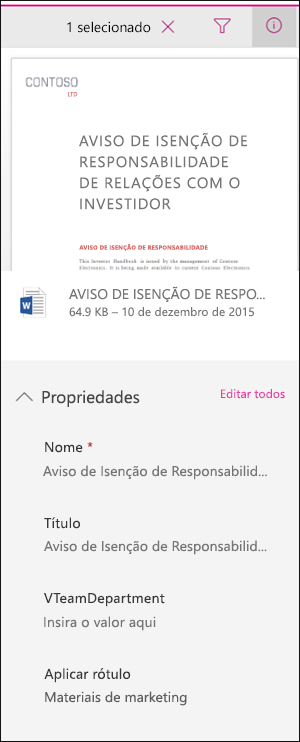 1 selecionado
CONTOSO
LTD
AVISO DE ISENÇÃO DE
RESPONSABILIDADE
DE RELAÇÕES COM O
INVESTIDOR
AVISO DE ISENÇÃO DE RESPONSABILIDADE
This Investor Handbook is issued by the management of Contoso
Electronics. It is being made available to current Contoso Electronics
AVISO DE ISENÇÃO DE RESPO...
64.9 KB – 10 de dezembro de 2015
Propriedades
Editar todos
Nome *
Aviso de Isenção de Responsabilid...
Título
Aviso de Isenção de Responsabilid...
VTeamDepartment
Insira o valor aqui
Aplicar rótulo
Materiais de marketing